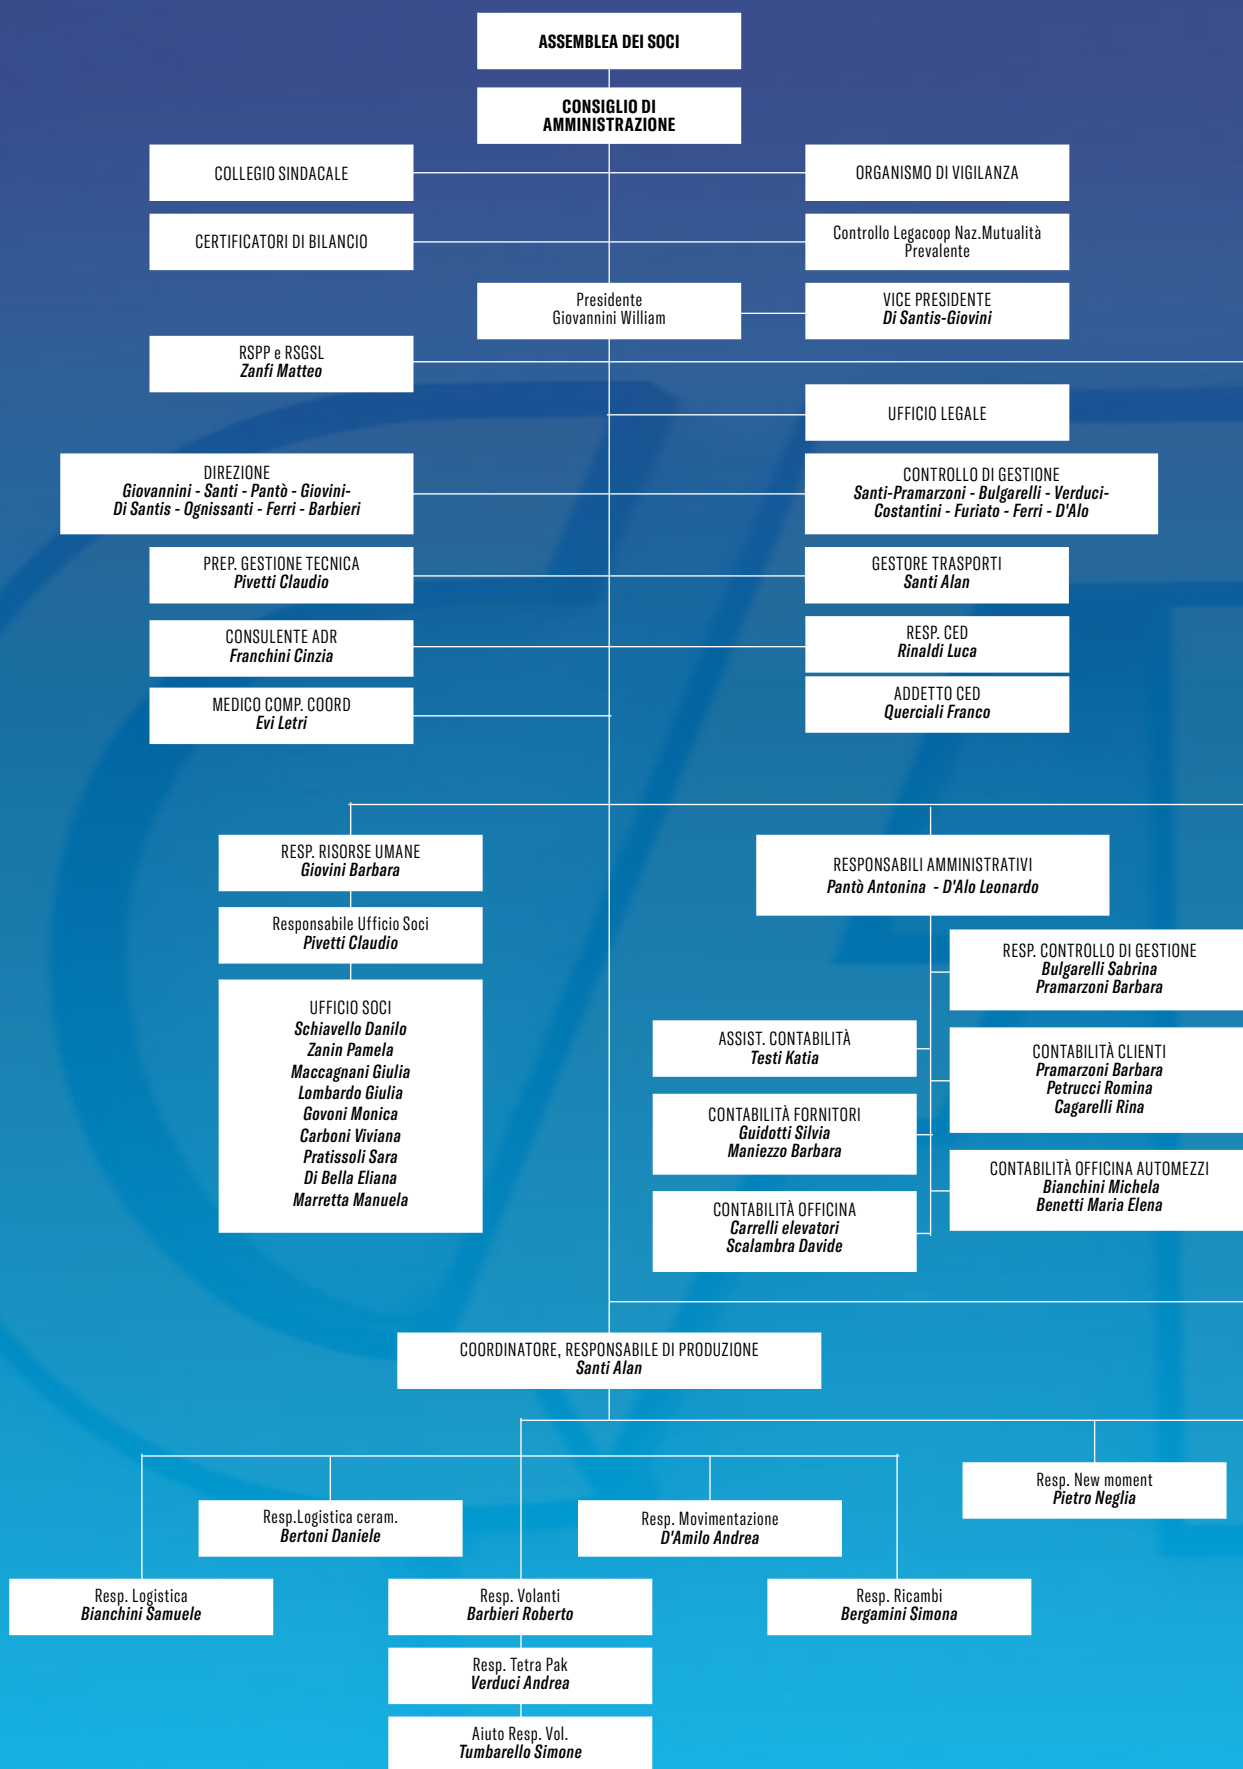 ASSEMBLEA DEI SOCI
CONSIGLIO DI
AMMINISTRAZIONE
COLLEGIO SINDACALE
ORGANISMO DI VIGILANZA
CERTIFICATORI DI BILANCIO
Controllo Legacoop Naz.Mutualità
Prevalente
Presidente
Giovannini William
VICE PRESIDENTE
Di Santis-Giovini
RSPP e RSGSL
Zanfi Matteo
UFFICIO LEGALE
DIREZIONE
Giovannini - Santi - Pantò - Giovini-
Di Santis - Ognissanti - Ferri - Barbieri
CONTROLLO DI GESTIONE
Santi-Pramarzoni - Bulgarelli - Verduci-
Costantini - Furiato - Ferri - D'Alo
PREP. GESTIONE TECNICA
Pivetti Claudio
GESTORE TRASPORTI
Santi Alan
CONSULENTE ADR
Franchini Cinzia
RESP. CED
Rinaldi Luca
MEDICO COMP. COORD
Evi Letri
ADDETTO CED
Querciali Franco
RESP. RISORSE UMANE
Giovini Barbara
Responsabile Ufficio Soci
Pivetti Claudio
UFFICIO SOCI
Schiavello Danilo
Zanin Pamela
Maccagnani Giulia
Lombardo Giulia
Govoni Monica
Carboni Viviana
Pratissoli Sara
Di Bella Eliana
Marretta Manuela
RESPONSABILI AMMINISTRATIVI
Pantò Antonina - D'Alo Leonardo
RESP. CONTROLLO DI GESTIONE
Bulgarelli Sabrina
Pramarzoni Barbara
ASSIST. CONTABILITÀ
Testi Katia
CONTABILITÀ CLIENTI
Pramarzoni Barbara
Petrucci Romina
Cagarelli Rina
CONTABILITÀ FORNITORI
Guidotti Silvia
Maniezzo Barbara
CONTABILITÀ OFFICINA AUTOMEZZI
Bianchini Michela
Benetti Maria Elena
CONTABILITÀ OFFICINA
Carrelli elevatori
Scalambra Davide
COORDINATORE, RESPONSABILE DI PRODUZIONE
Santi Alan
Resp. New moment
Pietro Neglia
Resp.Logistica ceram.
Bertoni Daniele
Resp. Movimentazione
D'Amilo Andrea
Resp. Logistica
Bianchini Samuele
Resp. Volanti
Barbieri Roberto
Resp. Ricambi
Bergamini Simona
Resp. Tetra Pak
Verduci Andrea
Aiuto Resp. Vol.
Tumbarello Simone